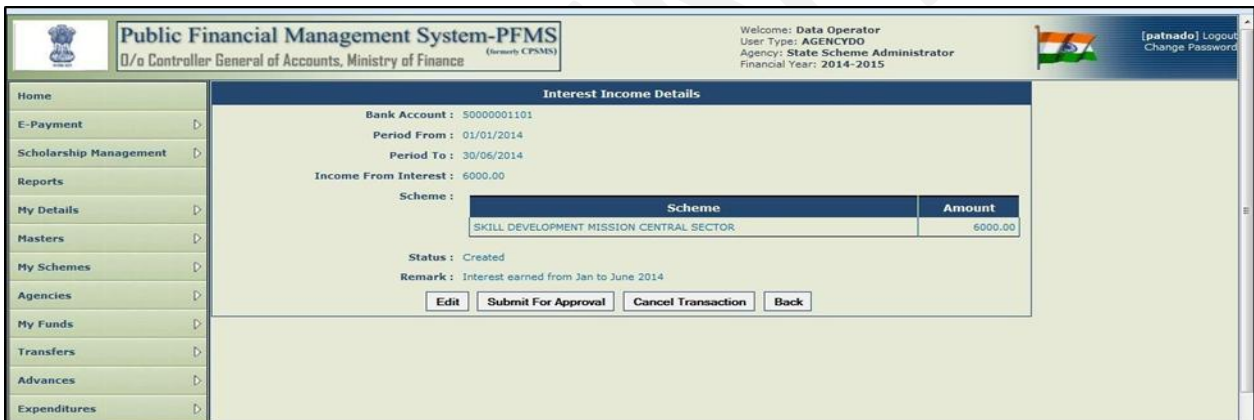 Public Financial Management System-PFMS
(formerly CPSMS)
O/o Controller General of Accounts, Ministry of Finance
Welcome: Data Operator
User Type: AGENCYDO
Agency: State Scheme Administrator
Financial Year: 2014-2015
[patnado] Logout
Change Password
Home
E-Payment
Scholarship Management
Reports
My Details
Masters
My Schemes
Agencies
My Funds
Transfers
Advances
Expenditures
Interest Income Details
Bank Account : 50000001101
Period From : 01/01/2014
Period To : 30/06/2014
Income From Interest : 6000.00
Scheme :
Scheme Amount
SKILL DEVELOPMENT MISSION CENTRAL SECTOR 6000.00
Status : Created
Remark : Interest earned from Jan to June 2014
Edit Submit For Approval Cancel Transaction Back